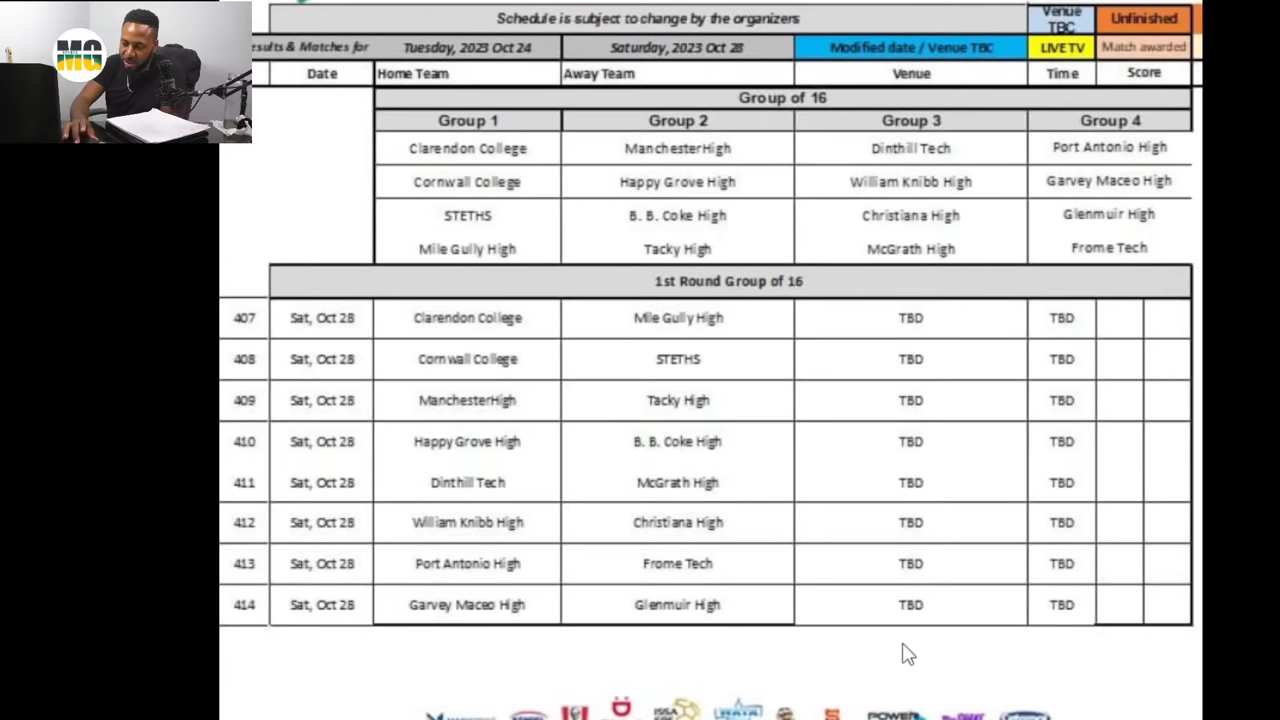 Schedule is subject to change by the organizers
Venue TBC
Unfinished
esults & Matches for Tuesday, 2023 Oct 24 Saturday, 2023 Oct 28 Modified date / Venue TBC LIVE TV Match awarded
Date Home Team Away Team Venue Time Score
Group of 16
Group 1 Group 2 Group 3 Group 4
Clarendon College ManchesterHigh Dinthill Tech Port Antonio High
Cornwall College Happy Grove High William Knibb High Garvey Maceo High
STETHS B. B. Coke High Christiana High Glenmuir High
Mile Gully High Tacky High McGrath High Frome Tech
1st Round Group of 16
407 Sat, Oct 28 Clarendon College Mile Gully High TBD TBD
408 Sat, Oct 28 Cornwall College STETHS TBD TBD
409 Sat, Oct 28 ManchesterHigh Tacky High TBD TBD
410 Sat, Oct 28 Happy Grove High B. B. Coke High TBD TBD
411 Sat, Oct 28 Dinthill Tech McGrath High TBD TBD
412 Sat, Oct 28 William Knibb High Christiana High TBD TBD
413 Sat, Oct 28 Port Antonio High Frome Tech TBD TBD
414 Sat, Oct 28 Garvey Maceo High Glenmuir High TBD TBD
MG
ISSA
WATA
POWER